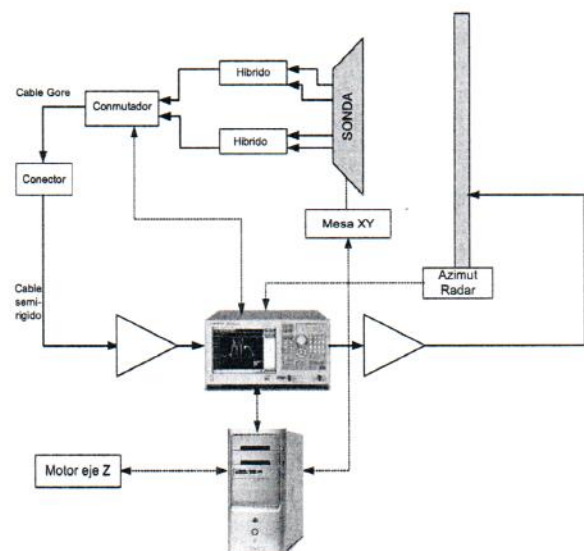 Hibrido
Cable Gore
Conmutador
SONDA
Hibrido
Conector
Mesa XY
Azimut
Radar
Cable
semi-
rigido
Motor eje Z